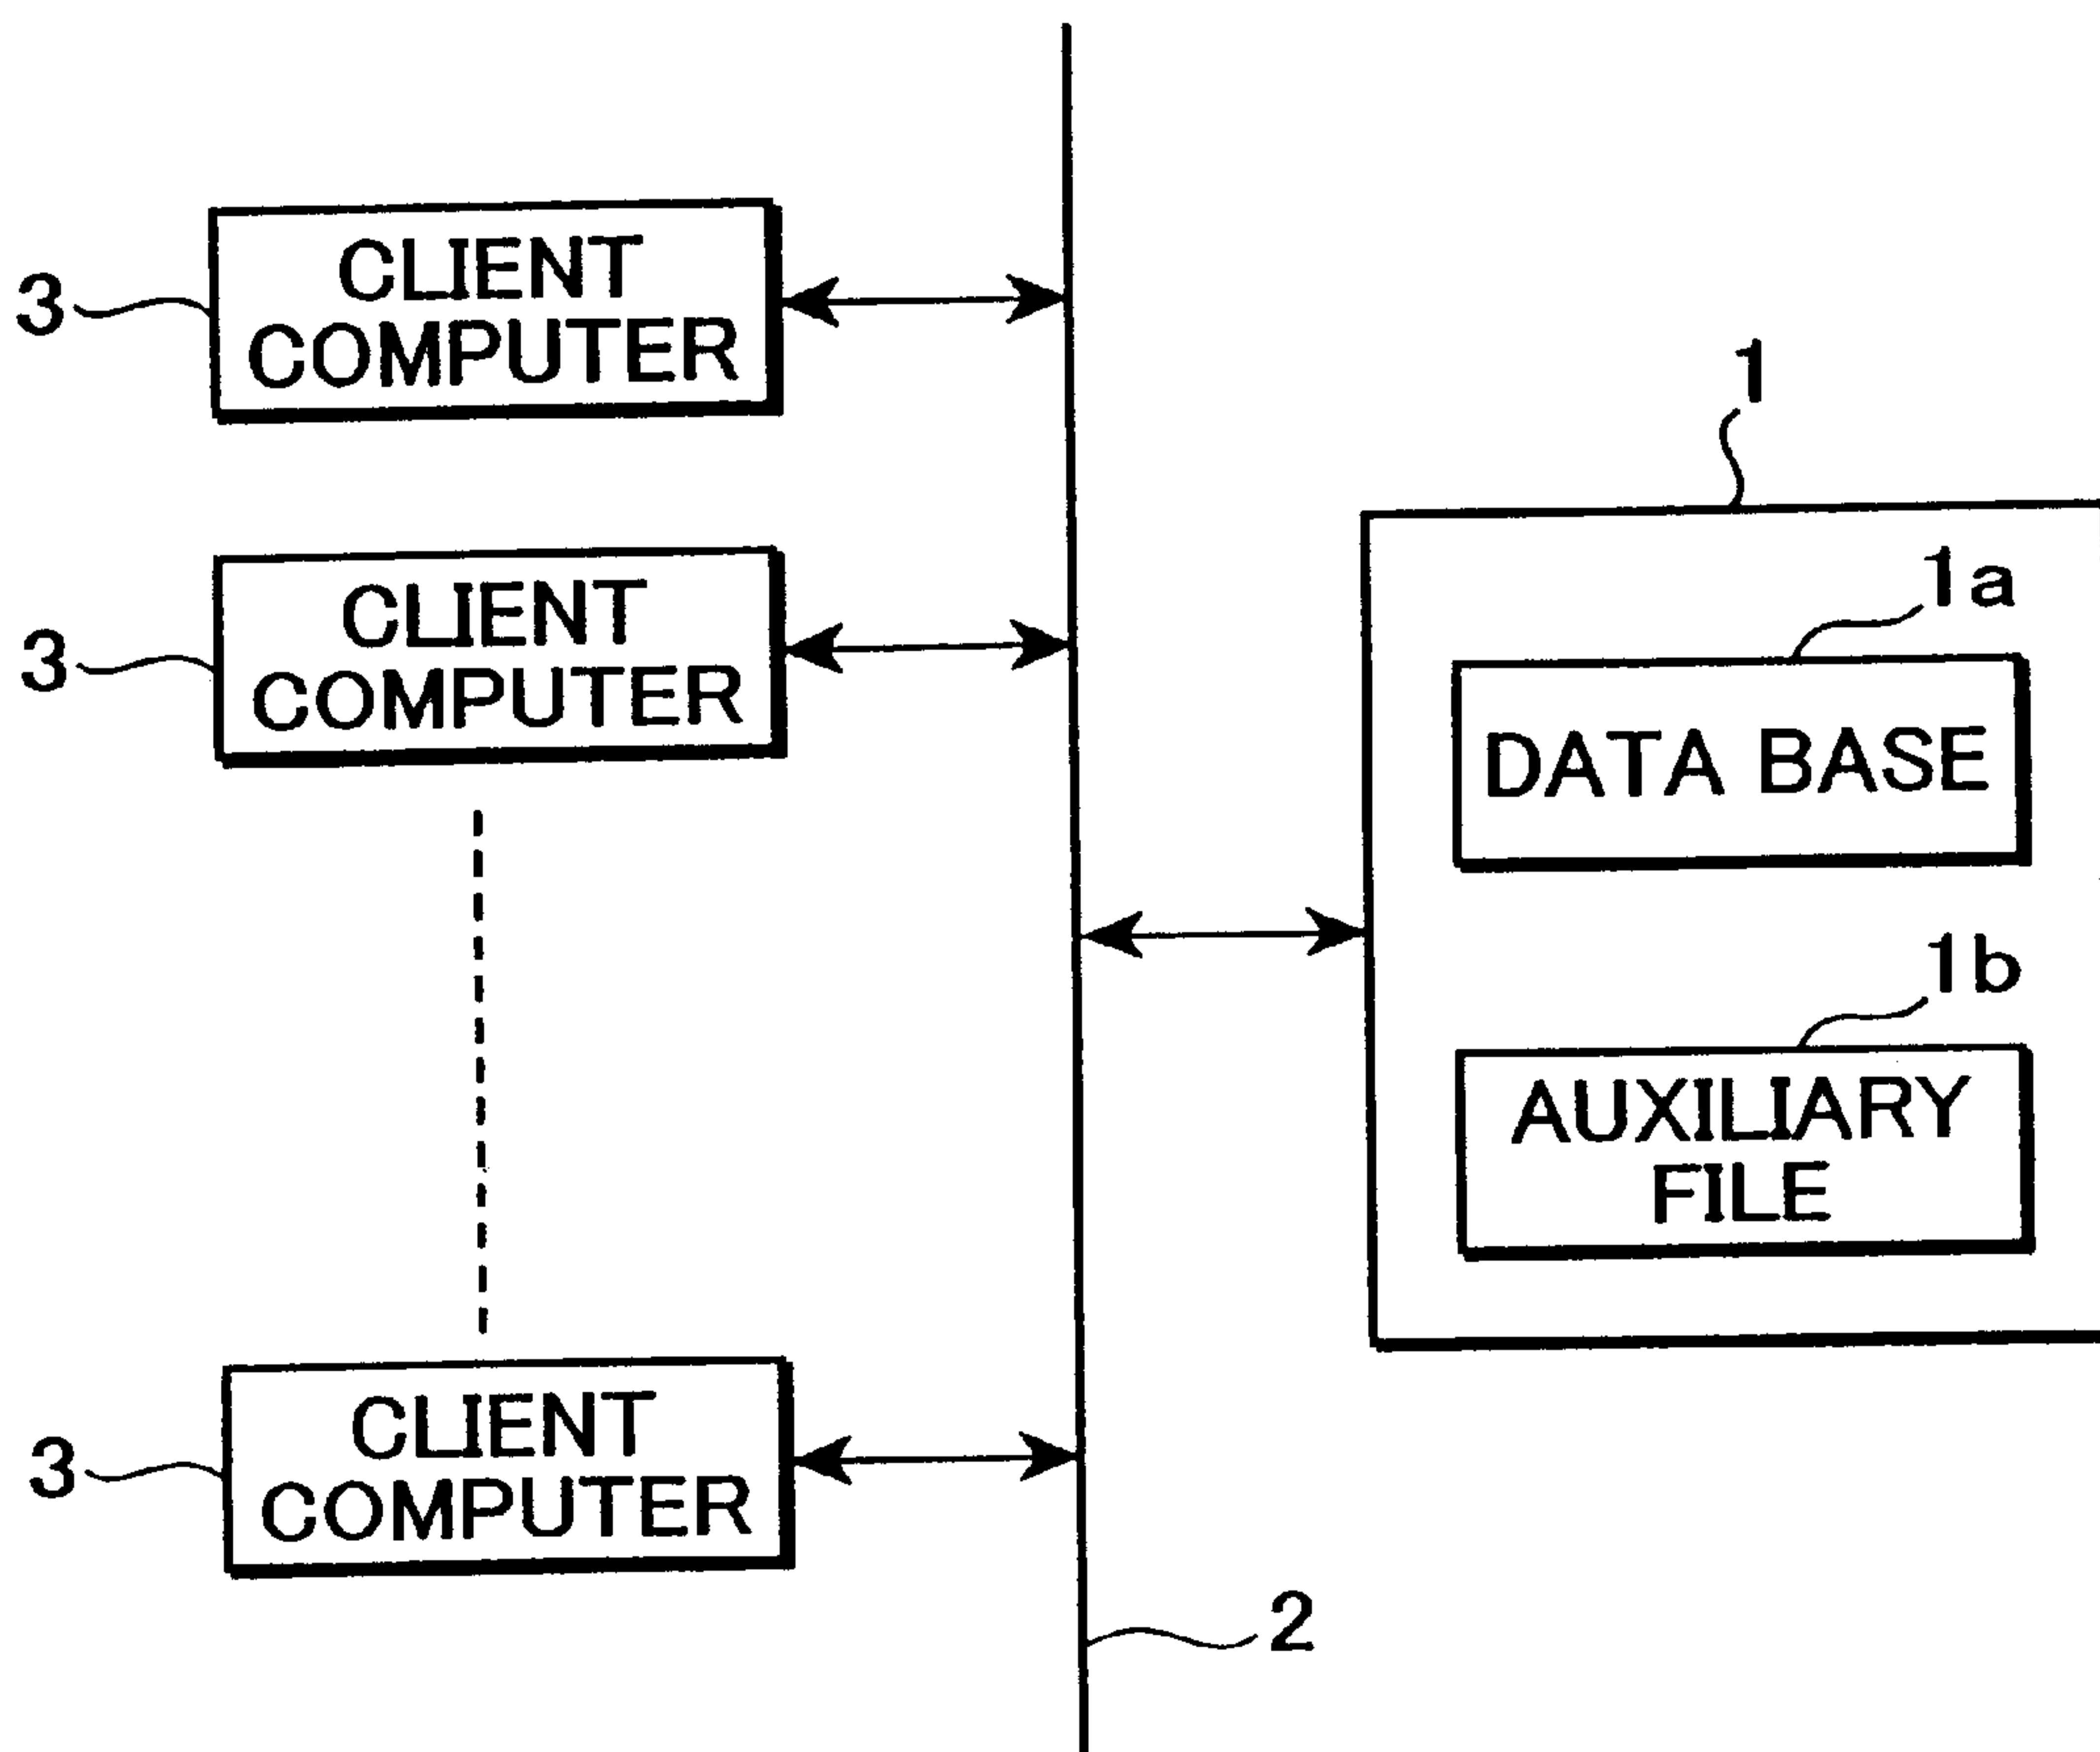 3
CLIENT
COMPUTER
3
CLIENT
COMPUTER
3
CLIENT
COMPUTER
2
1
1a
DATA BASE
1b
AUXILIARY
FILE